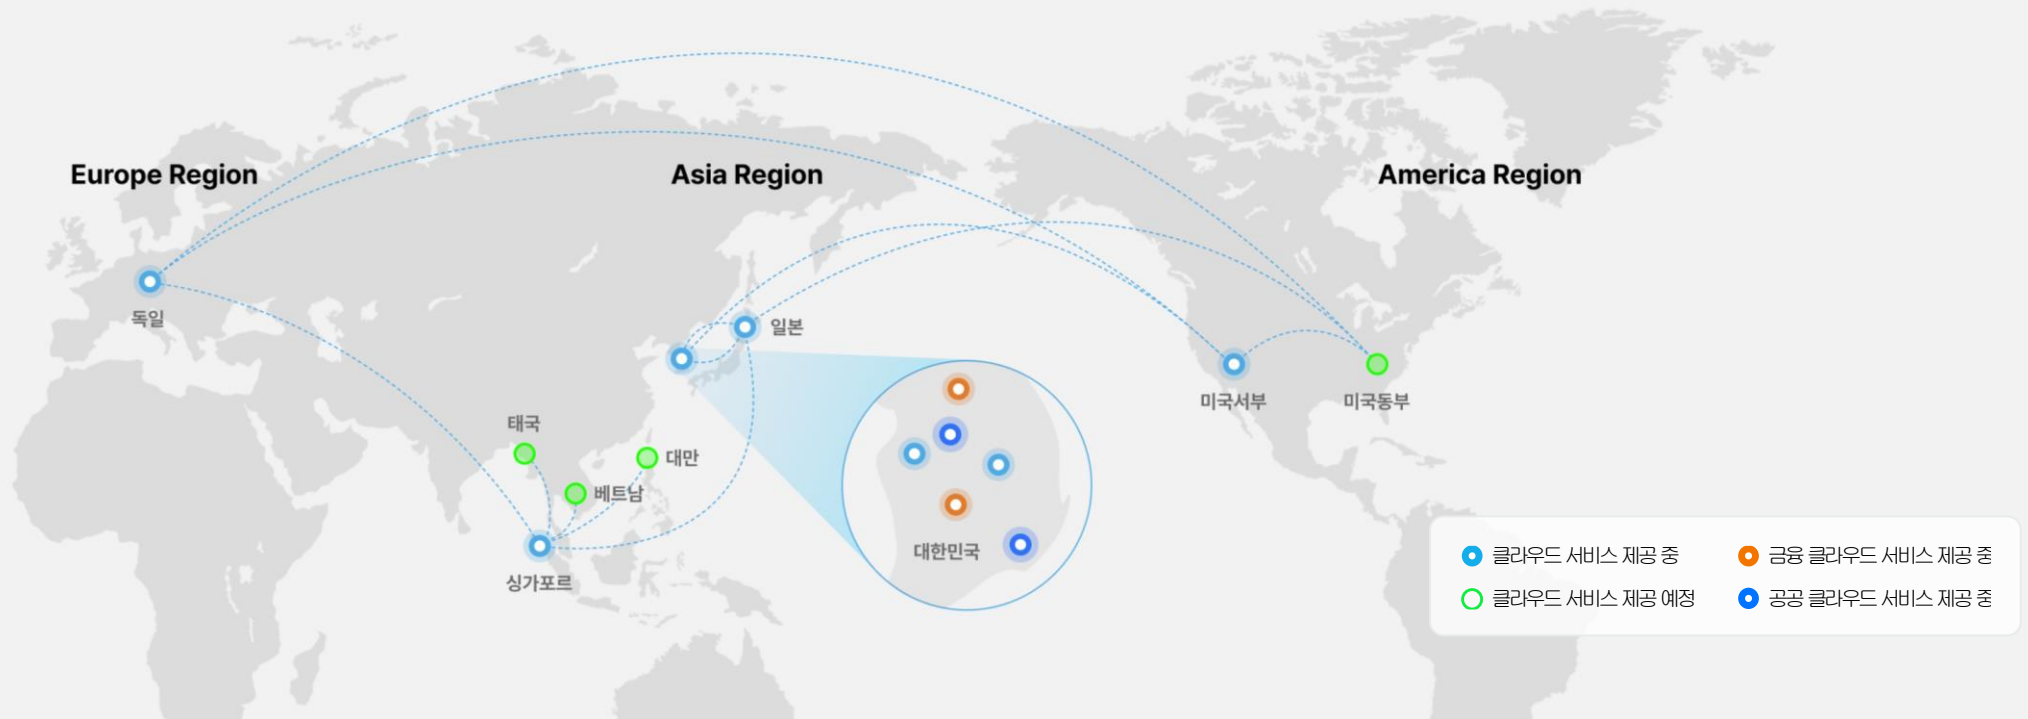 Europe Region
Asia Region
America Region
독일
일본
미국서부
미국동부
태국
대만
베트남
싱가포르
대한민국
클라우드 서비스 제공 중
금융 클라우드 서비스 제공 중
클라우드 서비스 제공 예정
공공 클라우드 서비스 제공 중